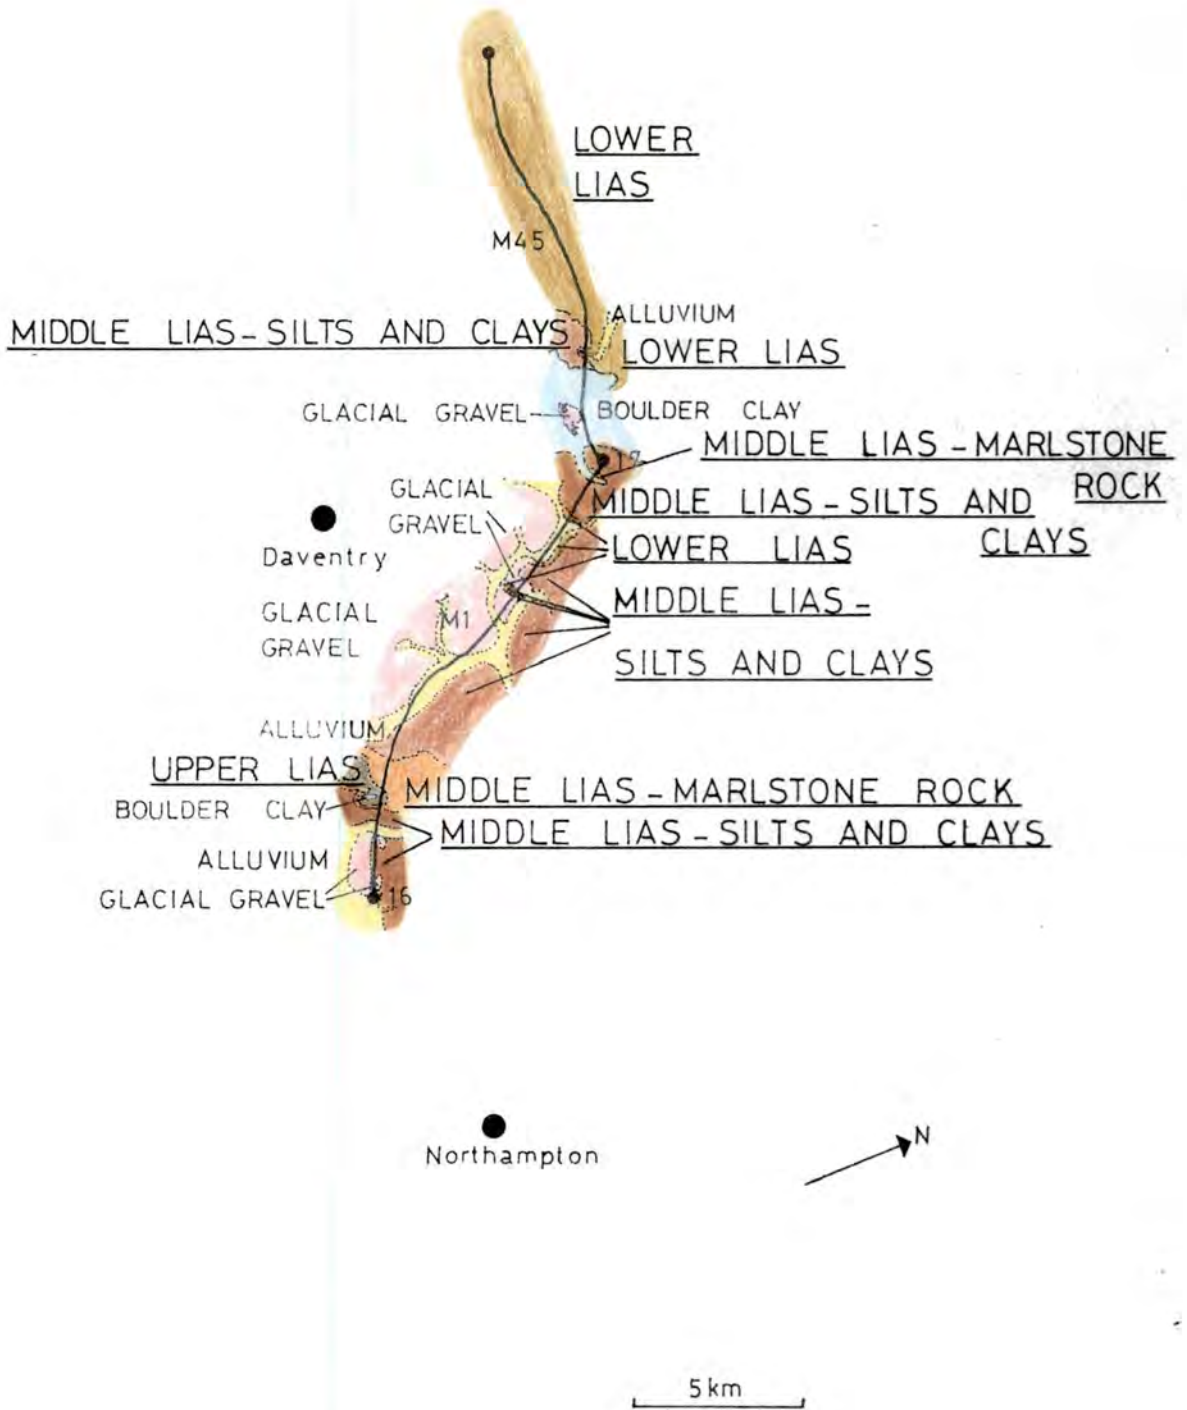 LOWER
LIAS
M45
ALLUVIUM
MIDDLE LIAS-SILTS AND CLAYS
LOWER LIAS
GLACIAL GRAVEL
BOULDER CLAY
MIDDLE LIAS-MARLSTONE
ROCK
17
GLACIAL
GRAVEL
MIDDLE LIAS-SILTS AND
CLAYS
Daventry
LOWER LIAS
GLACIAL
GRAVEL
M1
MIDDLE LIAS-
SILTS AND CLAYS
ALLUVIUM
UPPER LIAS
BOULDER CLAY
MIDDLE LIAS-MARLSTONE ROCK
MIDDLE LIAS-SILTS AND CLAYS
ALLUVIUM
GLACIAL GRAVEL
16
Northampton
N
5km